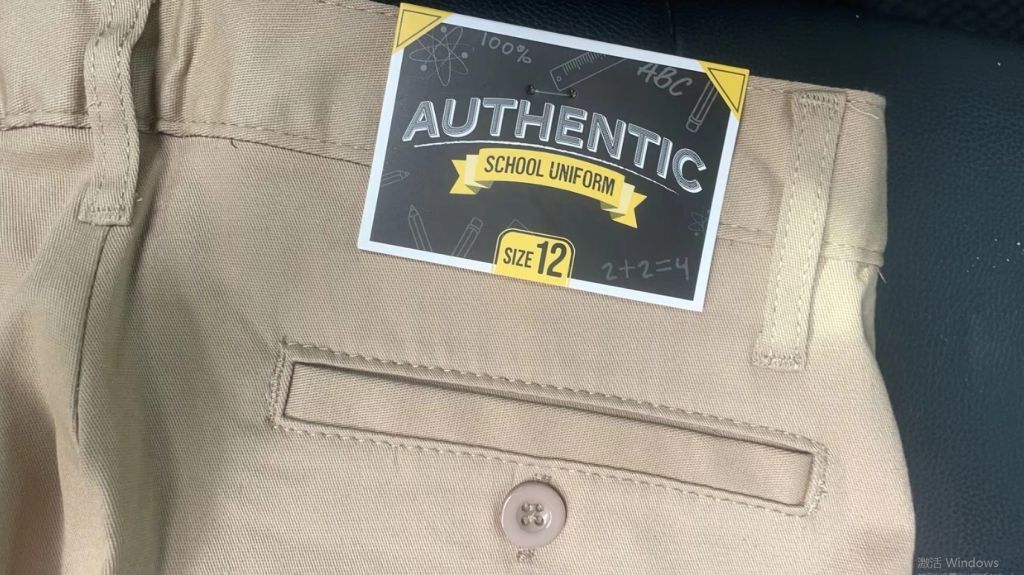 100%
ABC
AUTHENTIC
SCHOOL UNIFORM
SIZE 12
2+2=4
激活 Windows